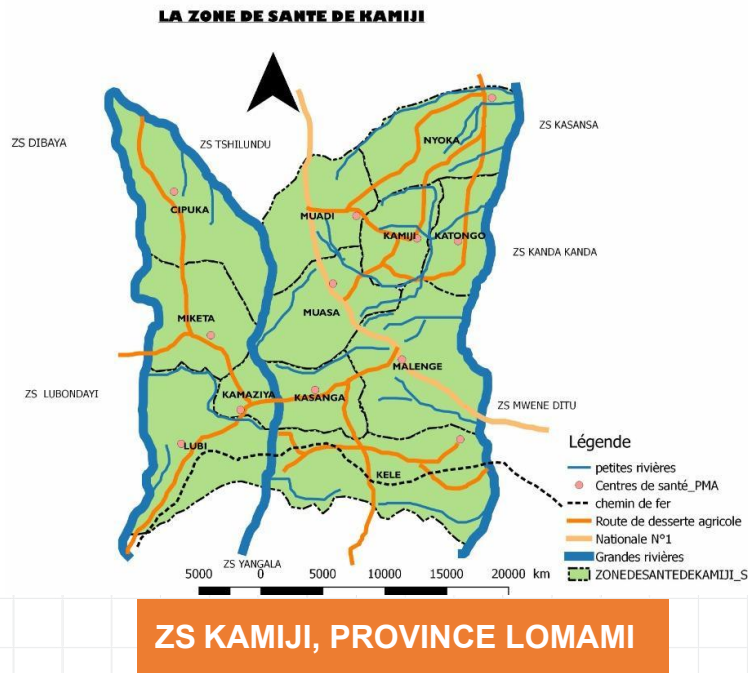 LA ZONE DE SANTE DE KAMIJI
ZS DIBAYA
ZS TSHILUNDU
ZS KASANSA
NYOKA
CIPUKA
MUADI
KAMIJI
KATONGO
ZS KANDA KANDA
MIKETA
MUASA
MALENGE
ZS LUBONDAYI
KAMAZIYA
KASANGA
ZS MWENE DITU
LUBI
KELE
ZS YANGALA
Légende
petites rivières
Centres de santé_PMA
chemin de fer
Route de desserte agricole
Nationale N°1
Grandes rivières
ZONEDESANTEDEKAMIJI_S
5000 0 5000 10000 15000 20000 km
ZS KAMIJI, PROVINCE LOMAMI